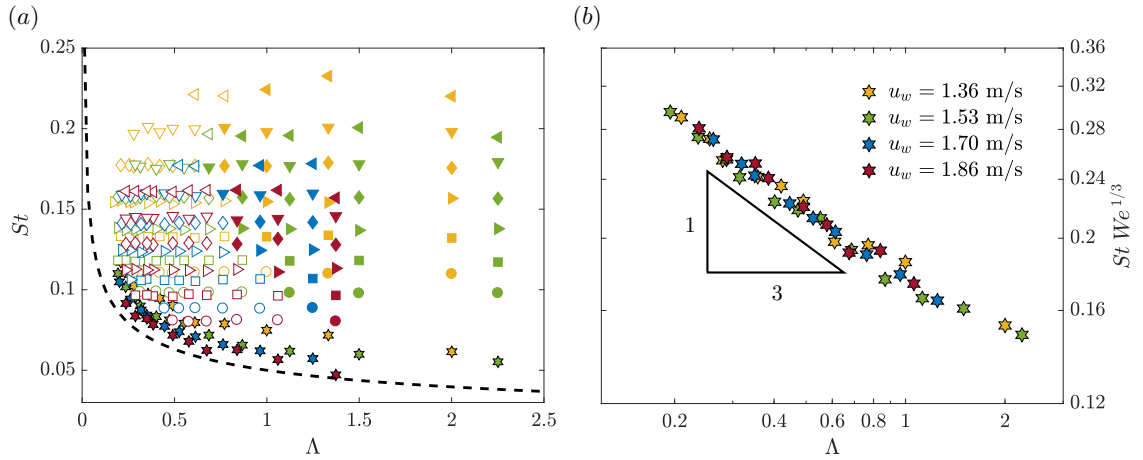 (a)
St
0.25
0.2
0.15
0.1
0.05
0
0.5
1
1.5
2
2.5
Λ
(b)
u_w = 1.36 m/s
u_w = 1.53 m/s
u_w = 1.70 m/s
u_w = 1.86 m/s
1
3
0.36
0.32
0.28
0.24
0.2
0.16
0.12
St We^{1/3}
0.2
0.4
0.6
0.8
1
2
Λ